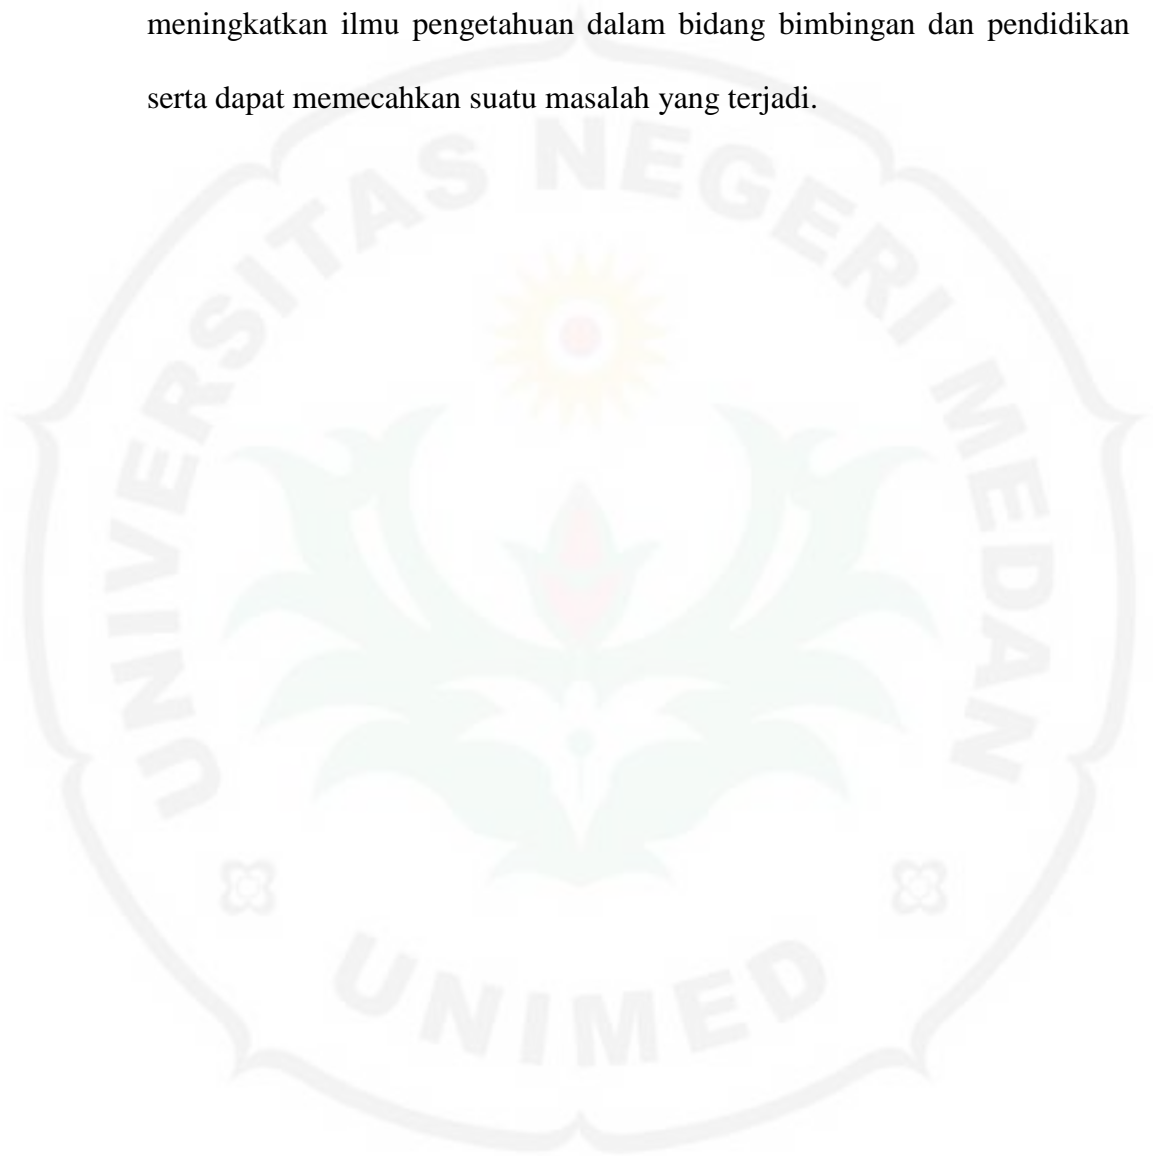 meningkatkan ilmu pengetahuan dalam bidang bimbingan dan pendidikan
serta dapat memecahkan suatu masalah yang terjadi.
UNIVERSITAS NEGERI MEDAN
UNIMED